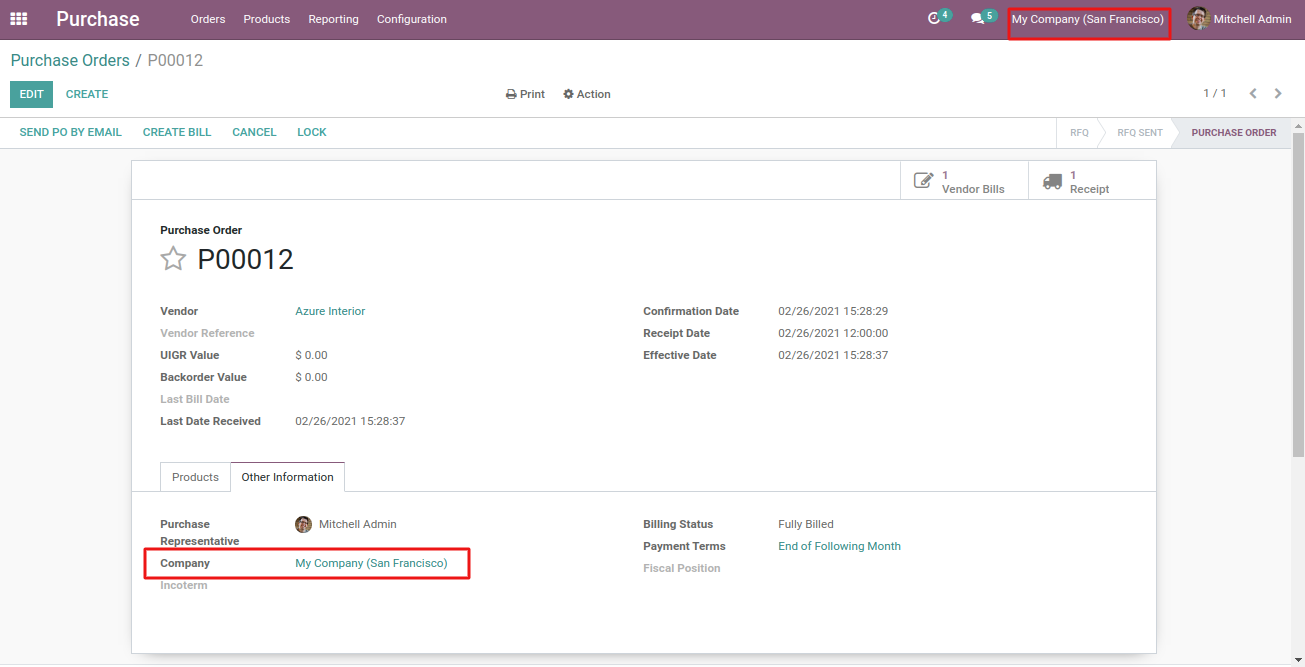 Purchase Orders Products Reporting Configuration 4 5 My Company (San Francisco) Mitchell Admin
Purchase Orders / P00012
EDIT CREATE Print Action 1 / 1
SEND PO BY EMAIL CREATE BILL CANCEL LOCK RFQ RFQ SENT PURCHASE ORDER
1 Vendor Bills
1 Receipt
Purchase Order
P00012
Vendor Azure Interior
Vendor Reference
UIGR Value $ 0.00
Backorder Value $ 0.00
Last Bill Date
Last Date Received 02/26/2021 15:28:37
Confirmation Date 02/26/2021 15:28:29
Receipt Date 02/26/2021 12:00:00
Effective Date 02/26/2021 15:28:37
Products Other Information
Purchase Representative Mitchell Admin
Company My Company (San Francisco)
Incoterm
Billing Status Fully Billed
Payment Terms End of Following Month
Fiscal Position